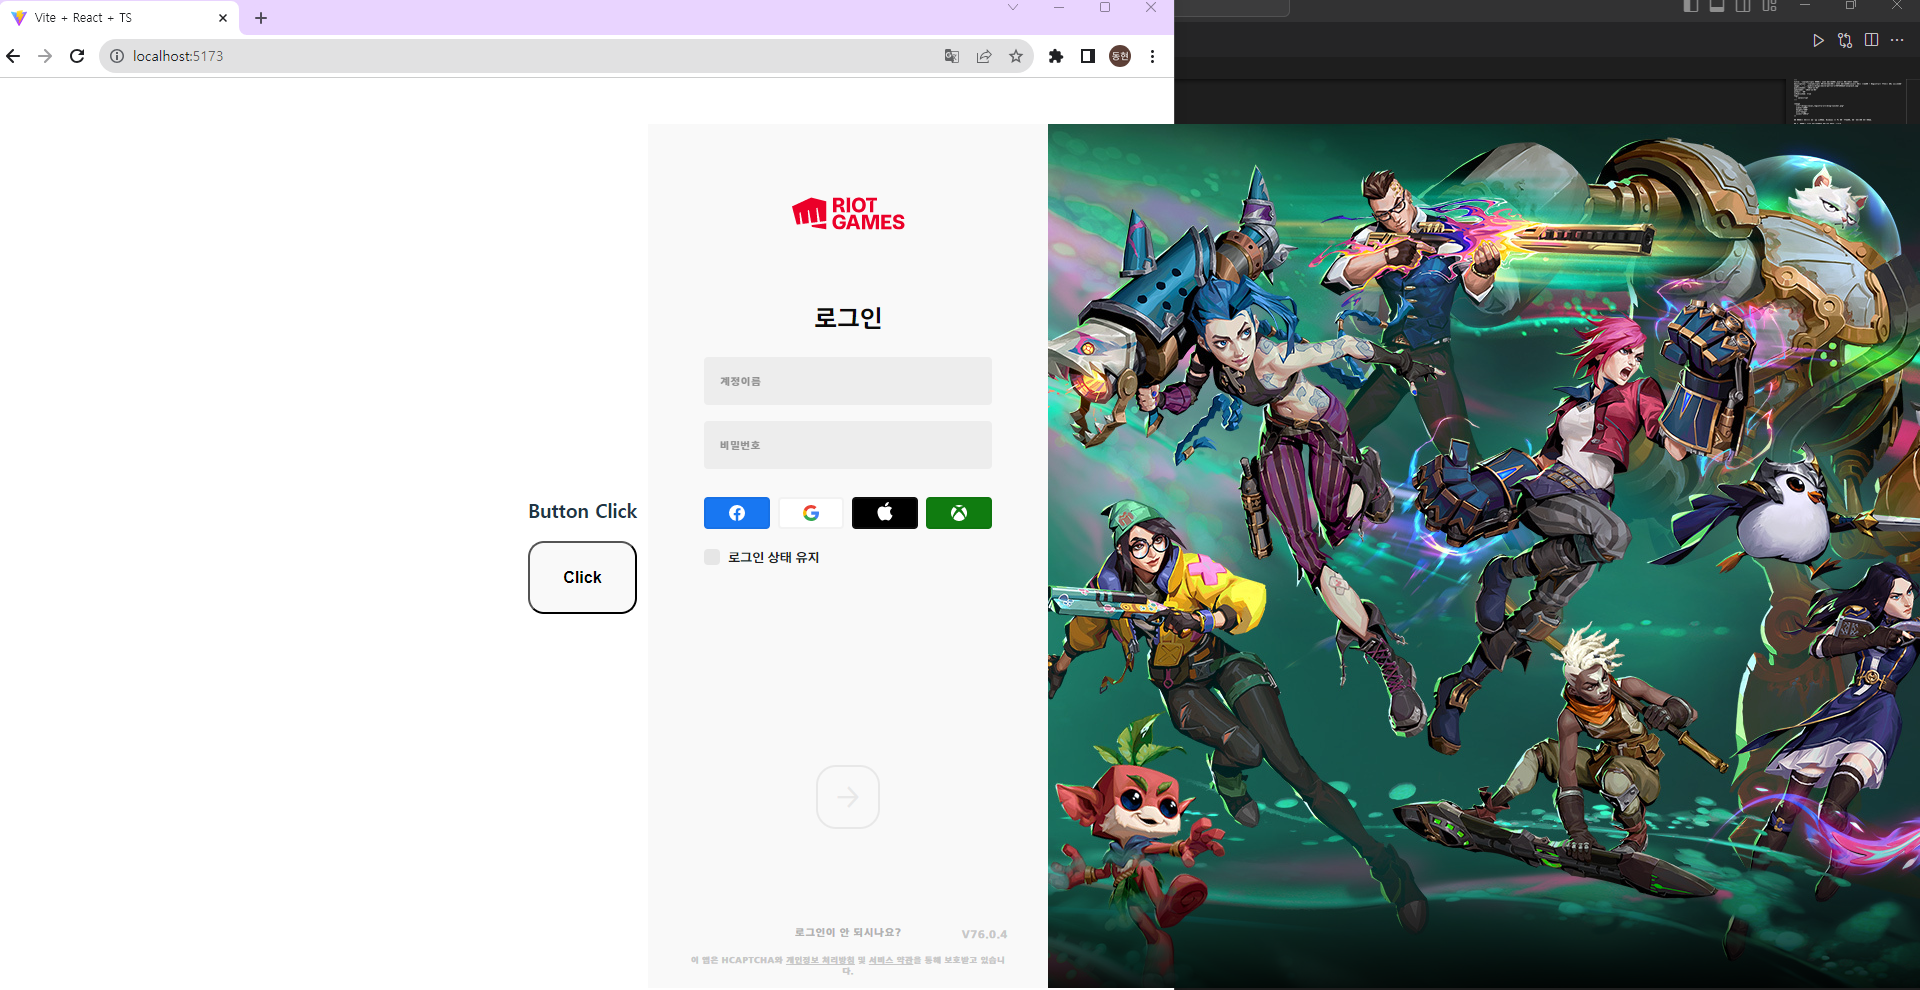 Vite + React + TS
localhost:5173
동현
RIOT
GAMES
로그인
계정이름
비밀번호
로그인 상태 유지
Button Click
Click
로그인이 안 되시나요?
V76.0.4
이 앱은 HCAPTCHA와 개인정보 처리방침 및 서비스 약관을 통해 보호받고 있습니
다.